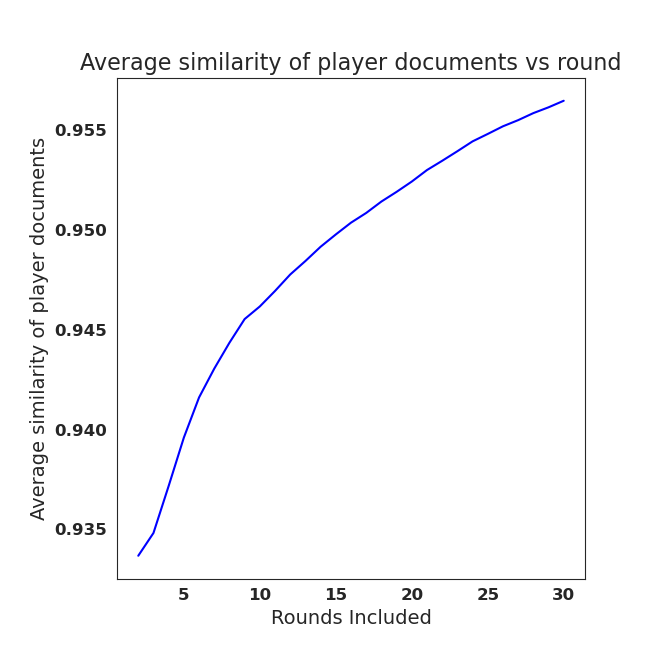 Average similarity of player documents vs round
Average similarity of player documents
0.955
0.950
0.945
0.940
0.935
5 10 15 20 25 30
Rounds Included